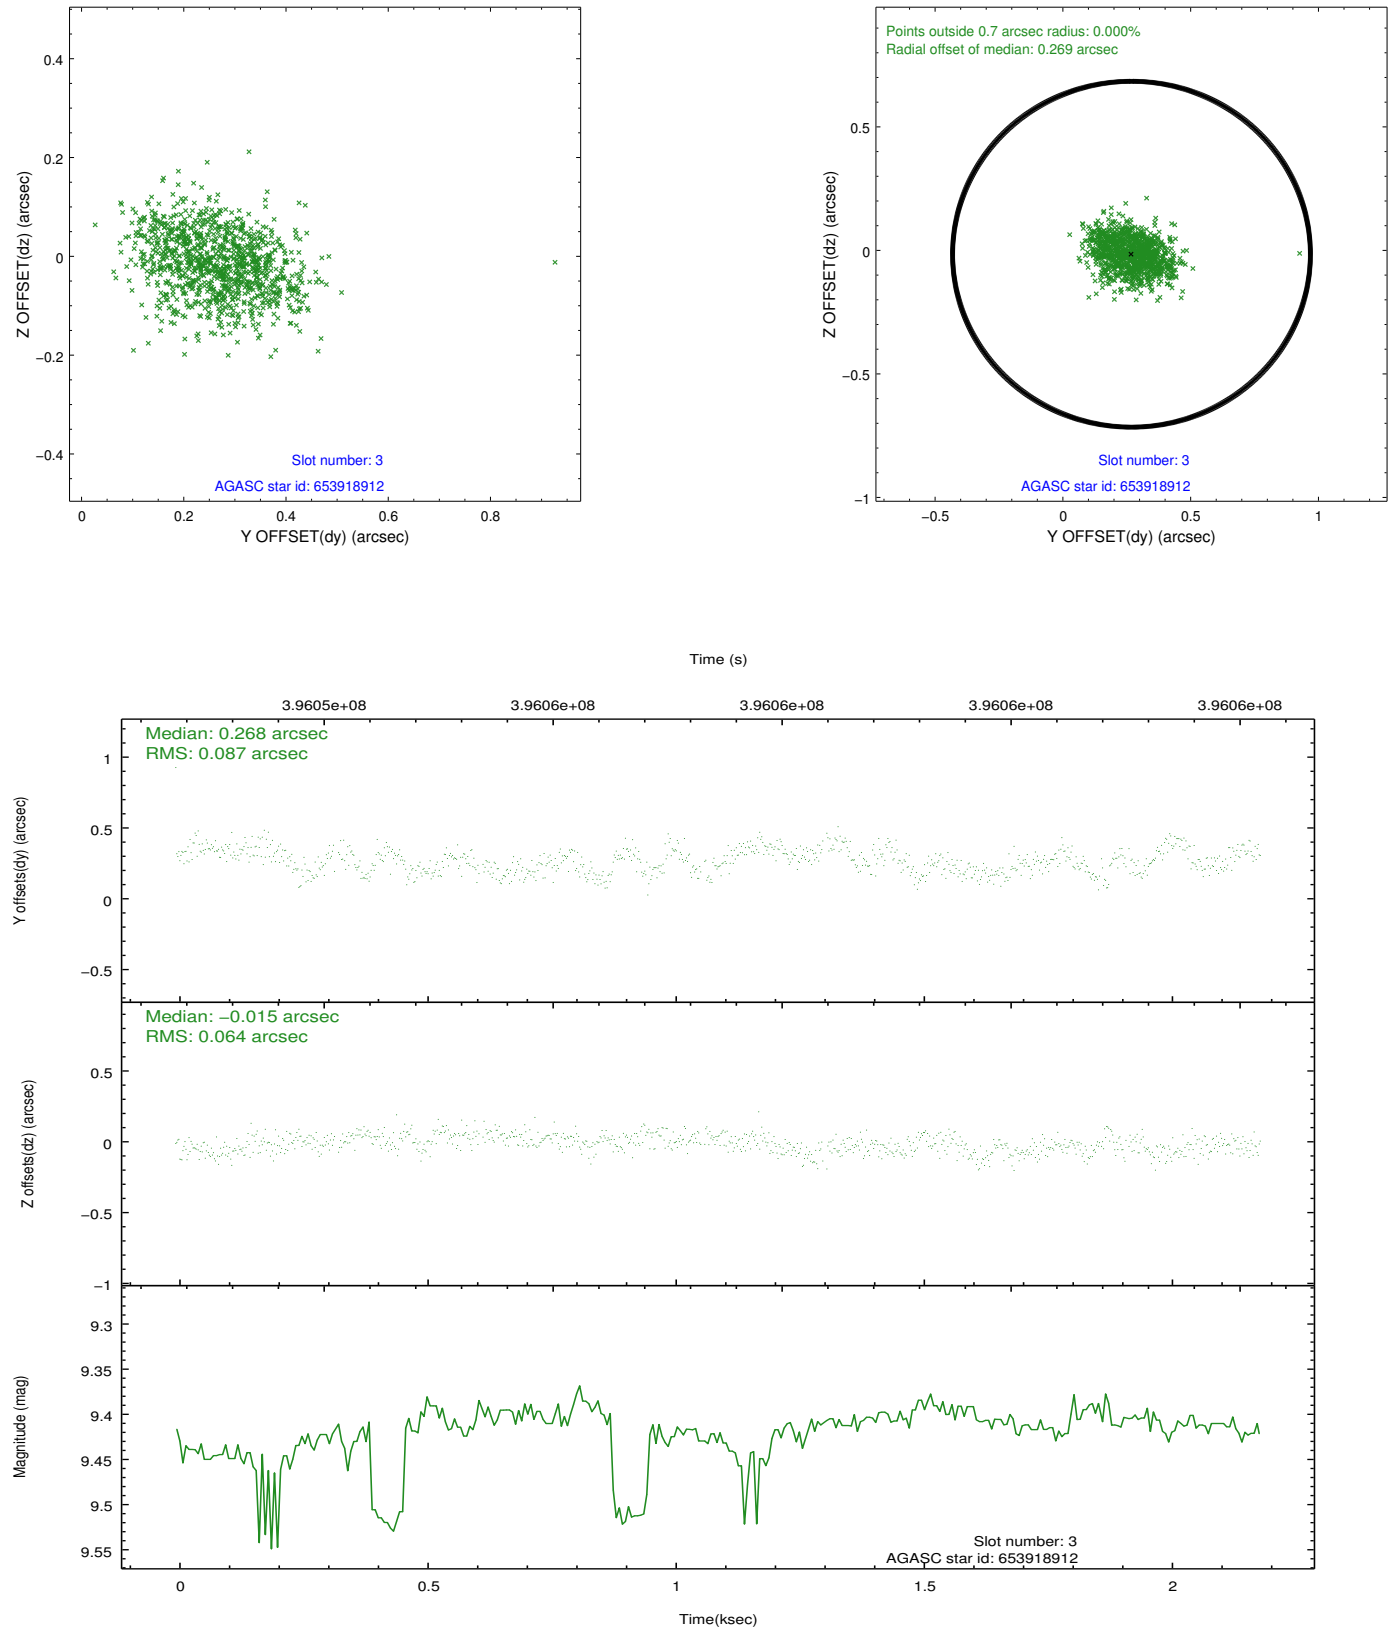 0.4
0.2
0
−0.2
−0.4
Z OFFSET(dz) (arcsec)
Slot number: 3
AGASC star id: 653918912
0 0.2 0.4 0.6 0.8
Y OFFSET(dy) (arcsec)
Points outside 0.7 arcsec radius: 0.000%
Radial offset of median: 0.269 arcsec
0.5
0
−0.5
−1
Z OFFSET(dz) (arcsec)
Slot number: 3
AGASC star id: 653918912
−0.5 0 0.5 1
Y OFFSET(dy) (arcsec)
Time (s)
3.9605e+08 3.9606e+08 3.9606e+08 3.9606e+08 3.9606e+08
Median: 0.268 arcsec
RMS: 0.087 arcsec
1
0.5
0
−0.5
Y offsets(dy) (arcsec)
Median: −0.015 arcsec
RMS: 0.064 arcsec
0.5
0
−0.5
−1
Z offsets(dz) (arcsec)
9.3
9.35
9.4
9.45
9.5
9.55
Magnitude (mag)
Slot number: 3
AGASC star id: 653918912
0 0.5 1 1.5 2
Time(ksec)